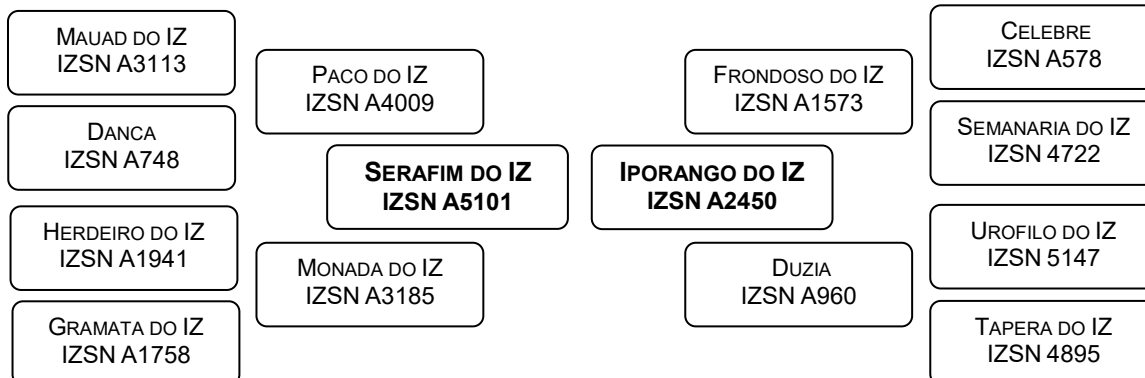 MAUAD DO IZ
IZSN A3113
DANCA
IZSN A748
HERDEIRO DO IZ
IZSN A1941
GRAMATA DO IZ
IZSN A1758
PACO DO IZ
IZSN A4009
MONADA DO IZ
IZSN A3185
SERAFIM DO IZ
IZSN A5101
IPORANGO DO IZ
IZSN A2450
FRONDOSO DO IZ
IZSN A1573
DUZIA
IZSN A960
CELEBRE
IZSN A578
SEMANARIA DO IZ
IZSN 4722
UROFILO DO IZ
IZSN 5147
TAPERA DO IZ
IZSN 4895